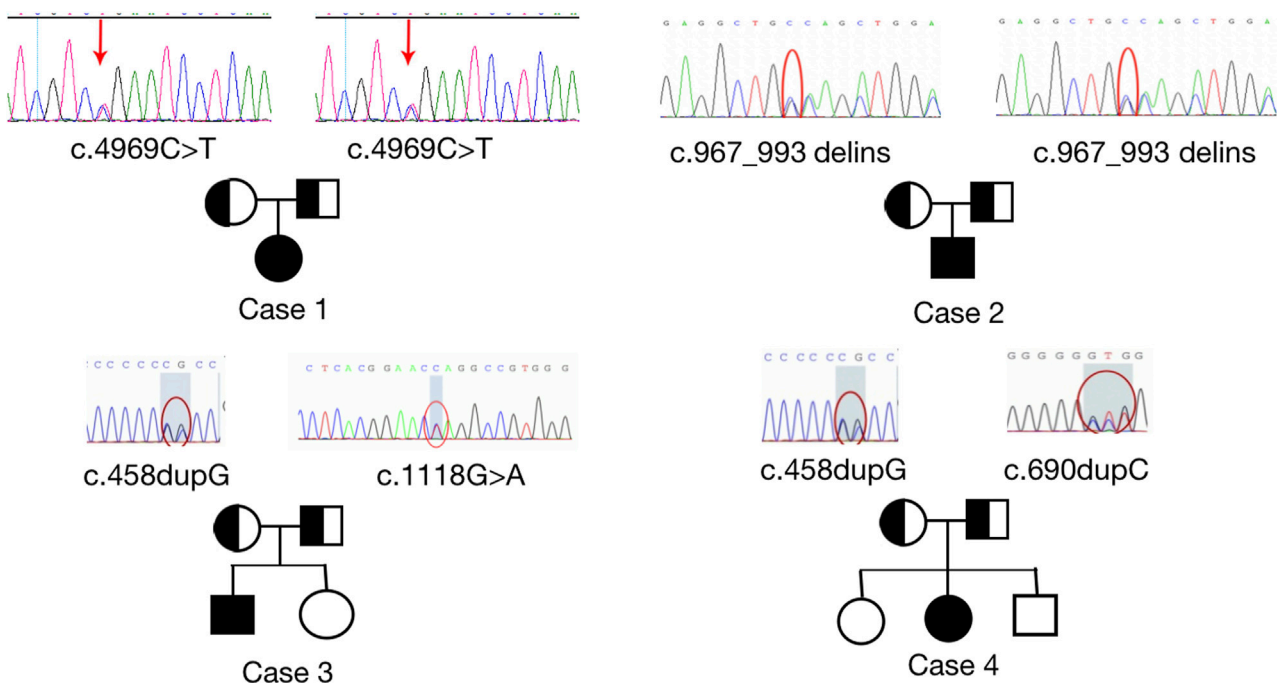 G A G G C T G C C A G C T G G A
G A G G C T G C C A G C T G G A
c.4969C>T
c.4969C>T
c.967_993 delins
c.967_993 delins
Case 1
Case 2
C C C C C C G C C
C T C A C G G A A C C A G G C C G T G G G
C C C C C C G C C
G G G G G G T G G
c.458dupG
c.1118G>A
c.458dupG
c.690dupC
Case 3
Case 4